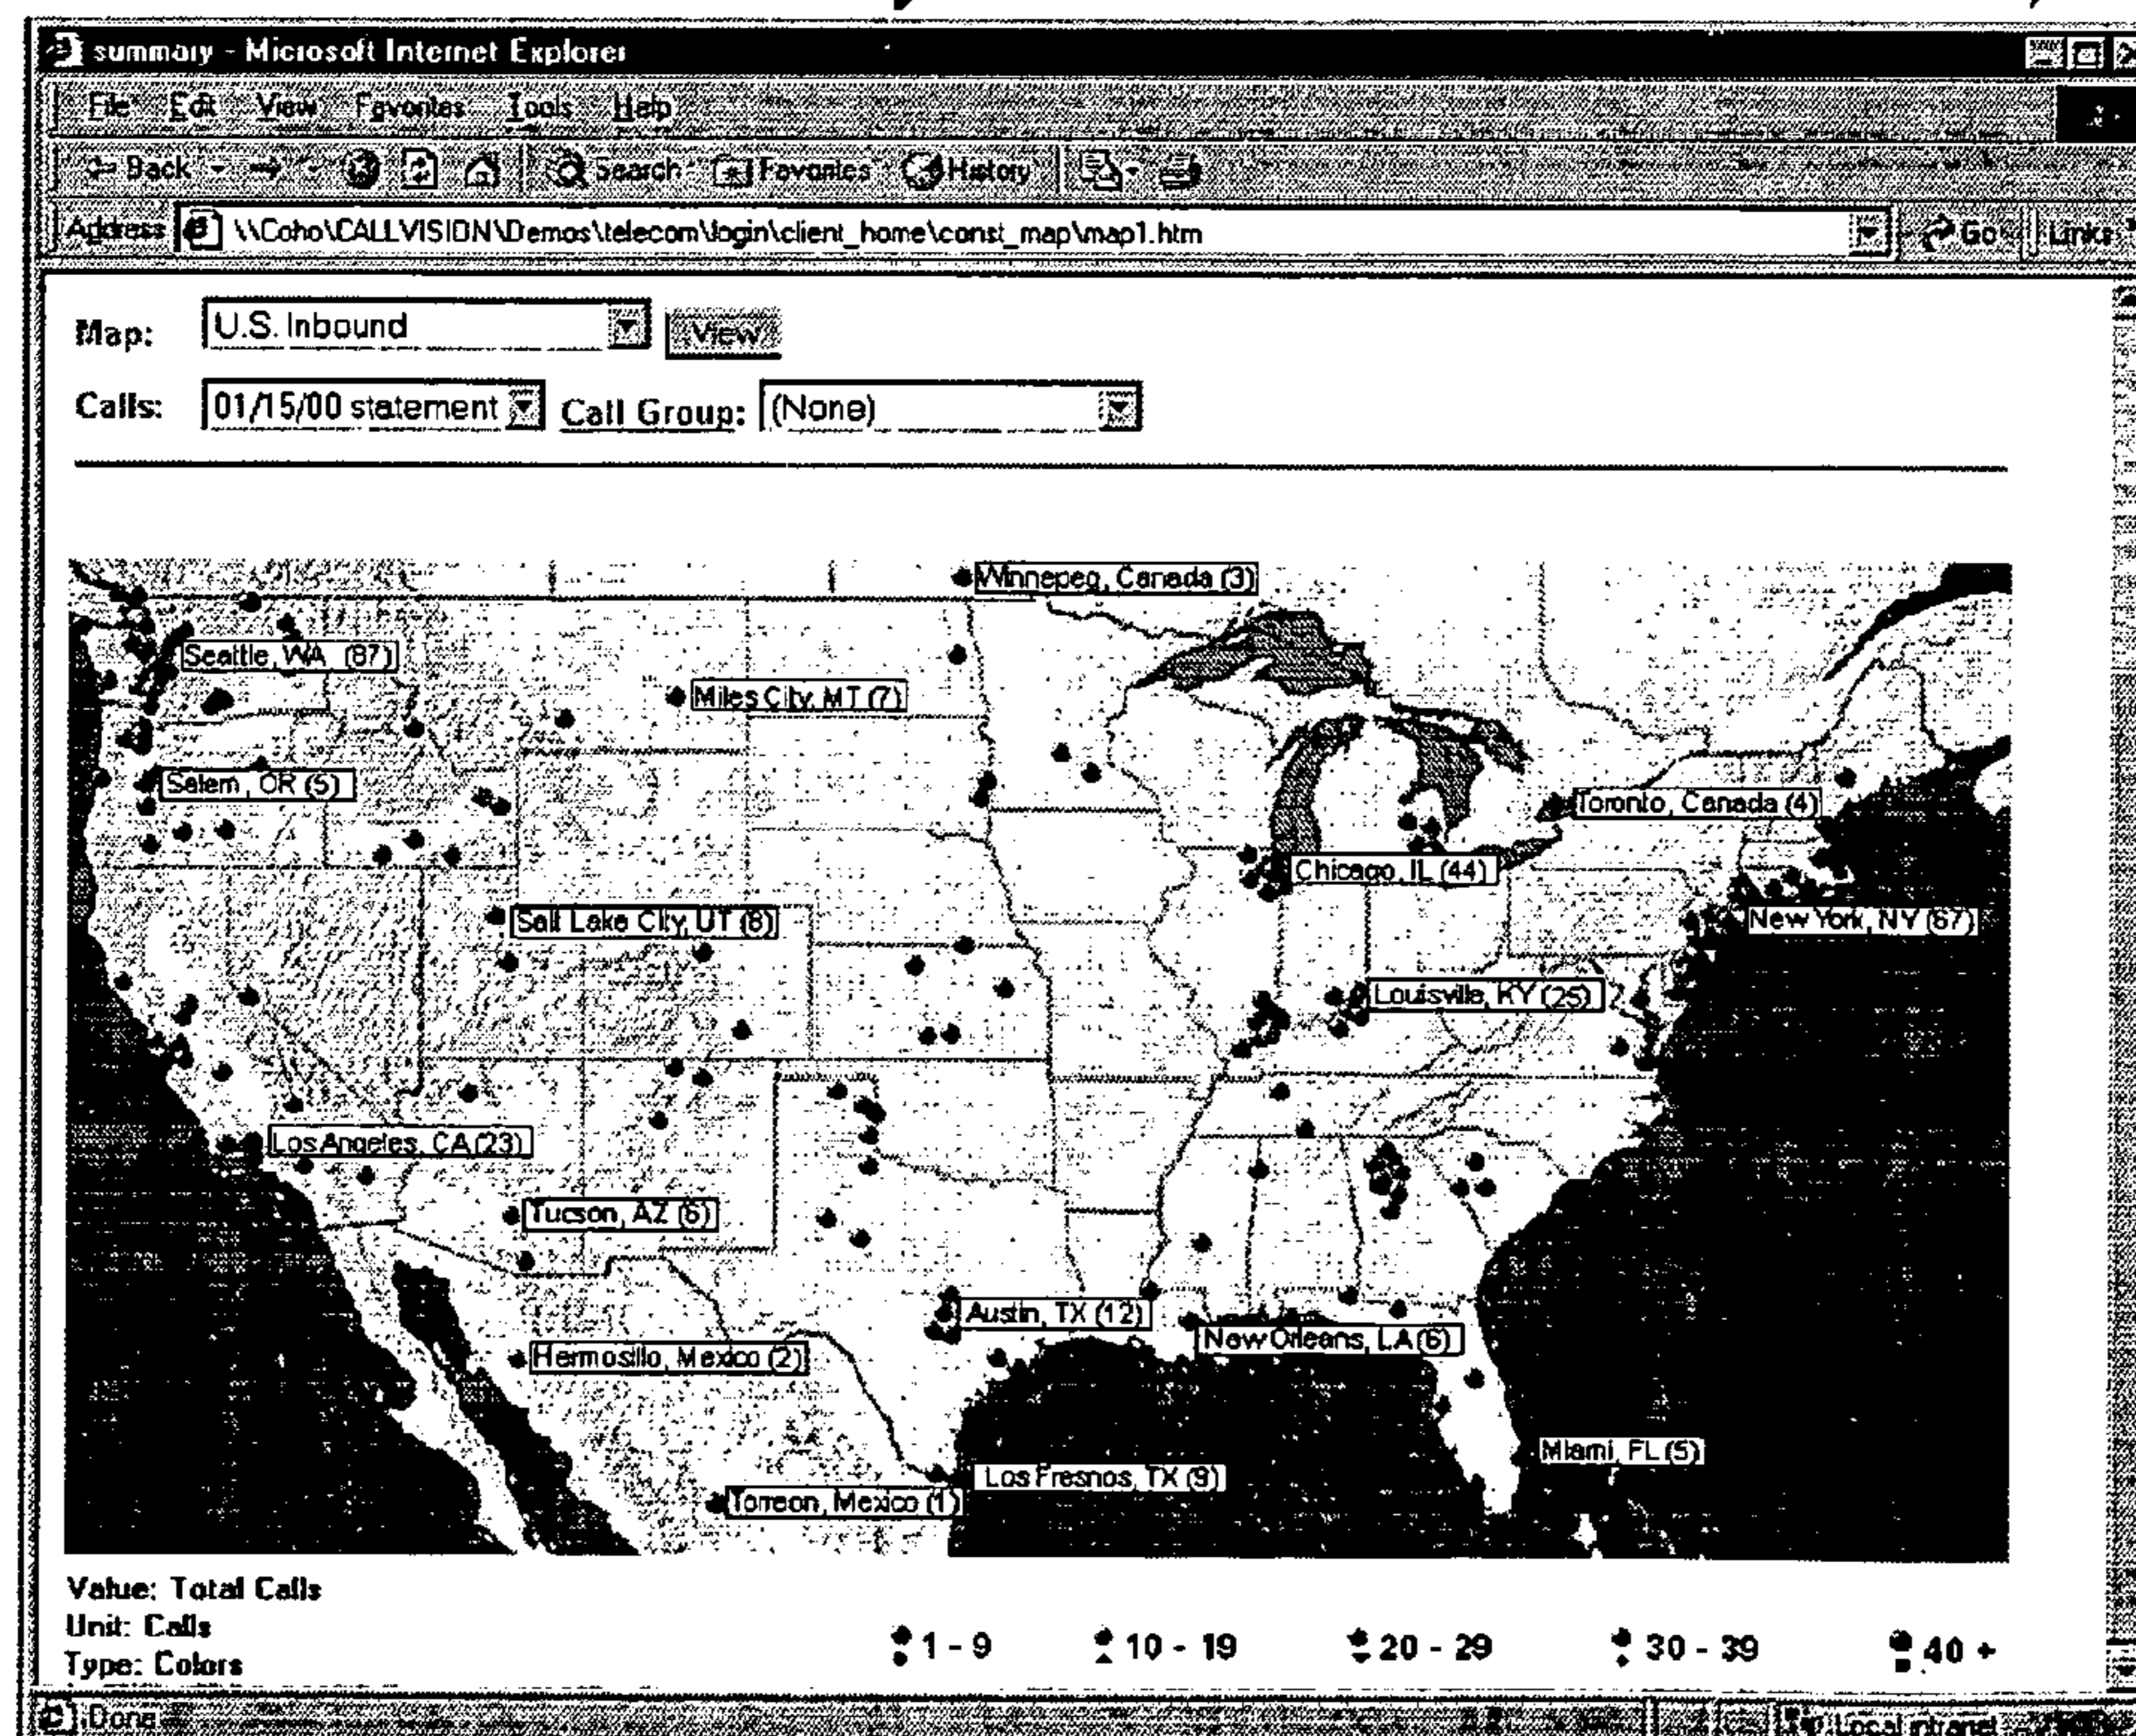 summary - Microsoft Internet Explorer
File Edit View Favorites Tools Help
Back Search Favorites History
Address \\Coho\CALLVISION\Demos\telecom\login\client_home\const_map\map1.htm Go Links
Map: U.S. Inbound View
Calls: 01/15/00 statement Call Group: (None)
Winnepeg, Canada (3)
Seattle, WA (87)
Miles City, MT (7)
Salem, OR (5)
Toronto, Canada (4)
Chicago, IL (44)
Salt Lake City, UT (8)
New York, NY (67)
Louisville, KY (25)
Los Angeles, CA (23)
Tucson, AZ (6)
Austin, TX (12)
New Orleans, LA (6)
Hermosillo, Mexico (2)
Miami, FL (5)
Los Fresnos, TX (9)
Torreon, Mexico (1)
Value: Total Calls
Unit: Calls
Type: Colors
1 - 9 10 - 19 20 - 29 30 - 39 40 +
Done Local intranet